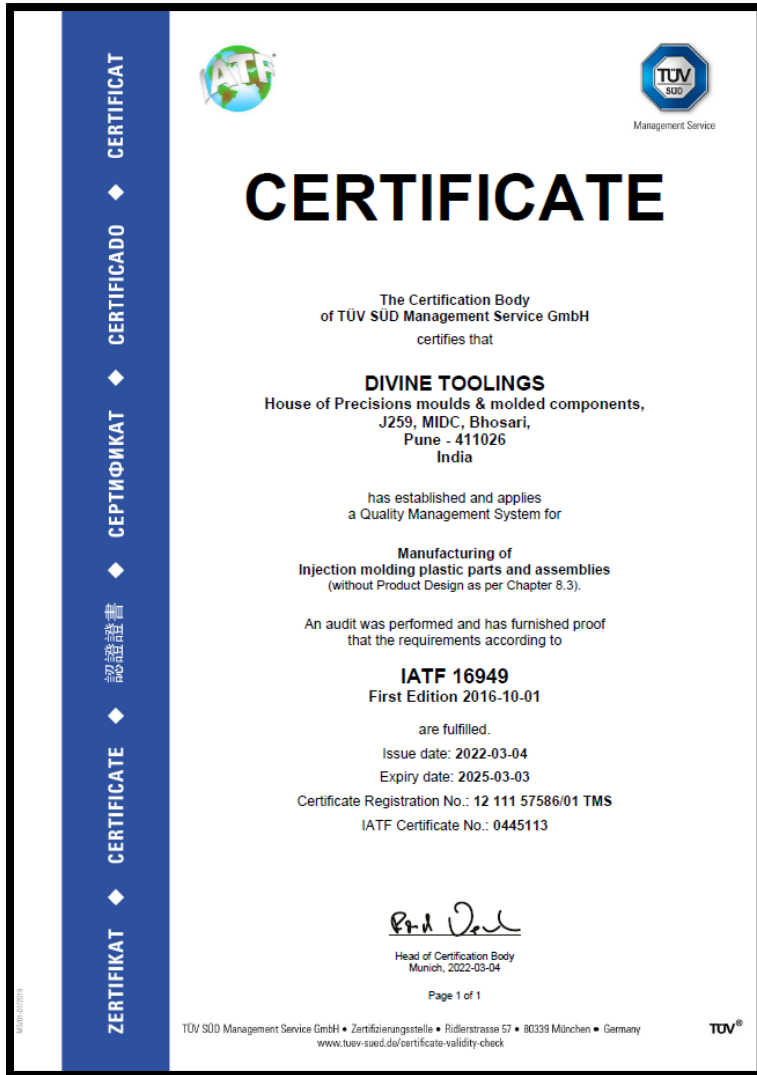 IATF
TÜV
SÜD
Management Service
CERTIFICATE
The Certification Body
of TÜV SÜD Management Service GmbH
certifies that
DIVINE TOOLINGS
House of Precisions moulds & molded components,
J259, MIDC, Bhosari,
Pune - 411026
India
has established and applies
a Quality Management System for
Manufacturing of
Injection molding plastic parts and assemblies
(without Product Design as per Chapter 8.3).
An audit was performed and has furnished proof
that the requirements according to
IATF 16949
First Edition 2016-10-01
are fulfilled.
Issue date: 2022-03-04
Expiry date: 2025-03-03
Certificate Registration No.: 12 111 57586/01 TMS
IATF Certificate No.: 0445113
Head of Certification Body
Munich, 2022-03-04
Page 1 of 1
TÜV SÜD Management Service GmbH • Zertifizierungsstelle • Ridlerstrasse 57 • 80339 München • Germany
www.tuev-sued.de/certificate-validity-check
TÜV®
ZERTIFIKAT ◆ CERTIFICATE ◆ 認證證書 ◆ СЕРТИФИКАТ ◆ CERTIFICADO ◆ CERTIFICAT